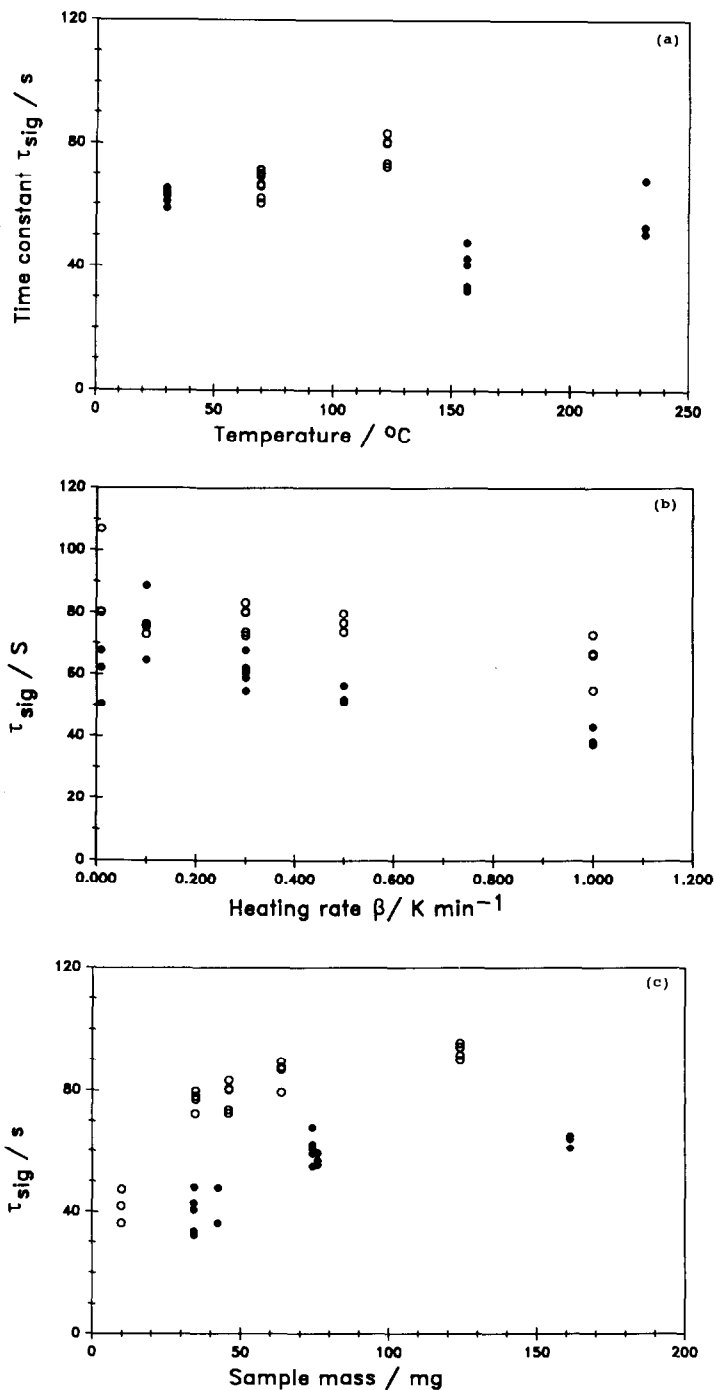 120
(a)
80
40
0
Time constant τsig / s
0 50 100 150 200 250
Temperature / °C
120
(b)
100
80
60
40
20
0
τsig / S
0.000 0.200 0.400 0.600 0.800 1.000 1.200
Heating rate β/ K min⁻¹
120
(c)
80
40
0
τsig / s
0 50 100 150 200
Sample mass / mg